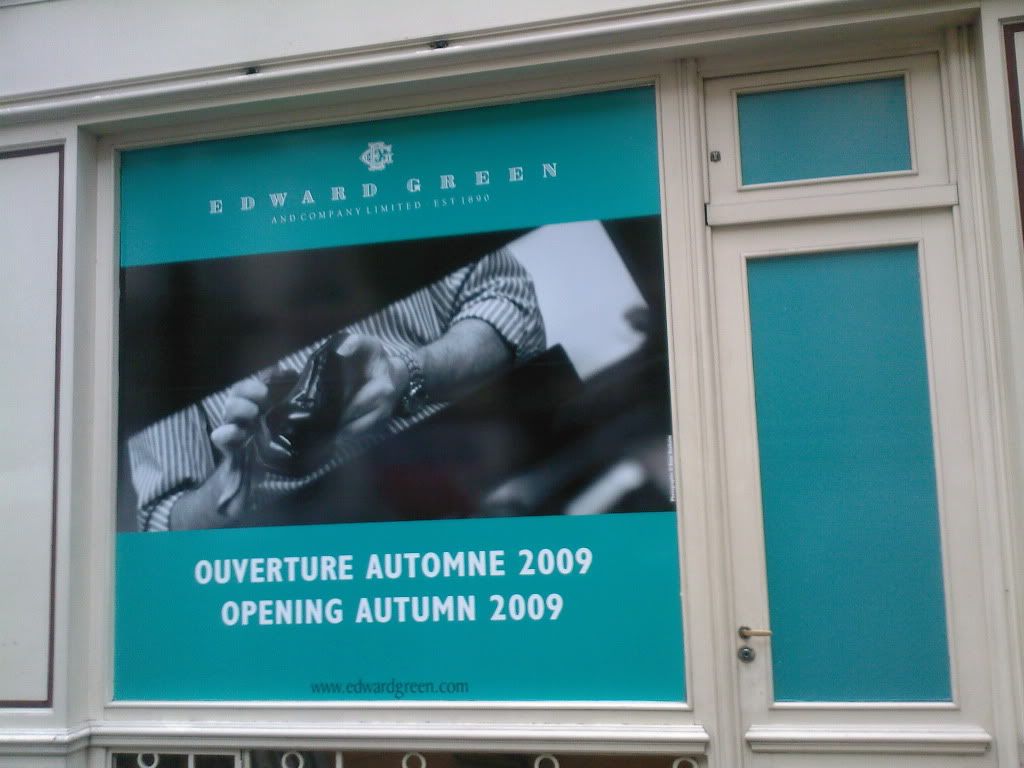 EDWARD GREEN
AND COMPANY LIMITED · EST 1890
OUVERTURE AUTOMNE 2009
OPENING AUTUMN 2009
www.edwardgreen.com